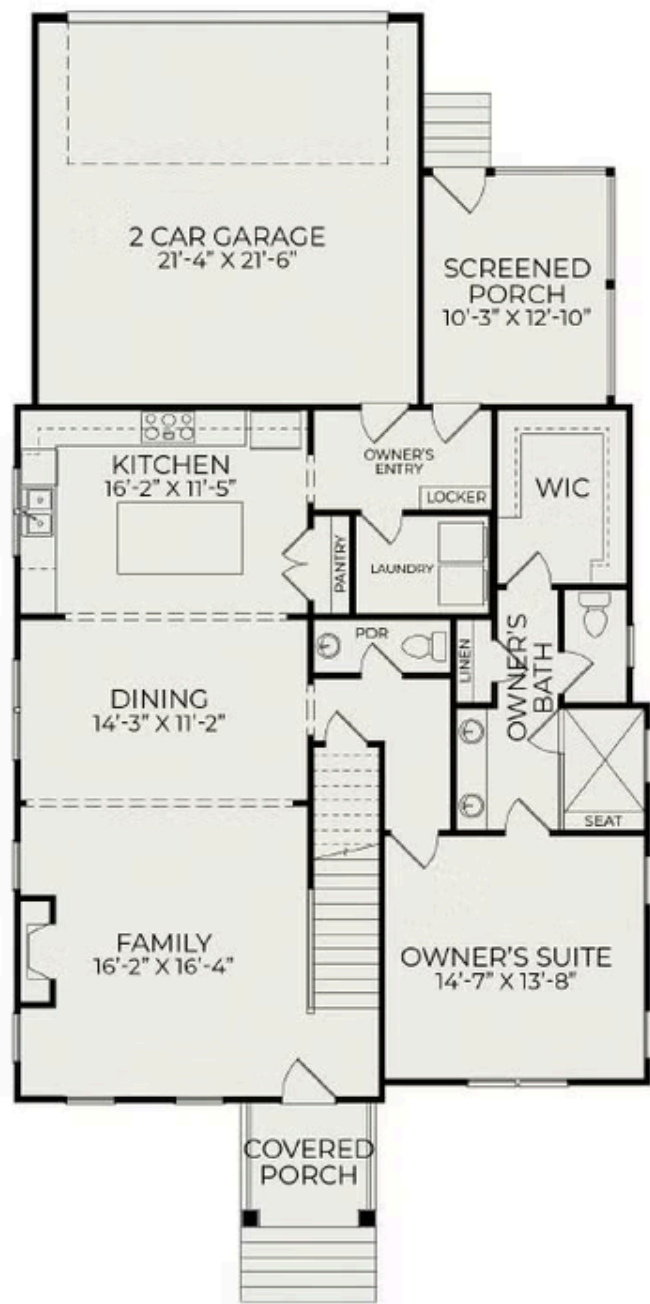 2 CAR GARAGE
21'-4" X 21'-6"
SCREENED
PORCH
10'-3" X 12'-10"
KITCHEN
16'-2" X 11'-5"
OWNER'S
ENTRY
LOCKER
WIC
PANTRY
LAUNDRY
PDR
LINEN
OWNER'S
BATH
DINING
14'-3" X 11'-2"
SEAT
FAMILY
16'-2" X 16'-4"
OWNER'S SUITE
14'-7" X 13'-8"
COVERED
PORCH